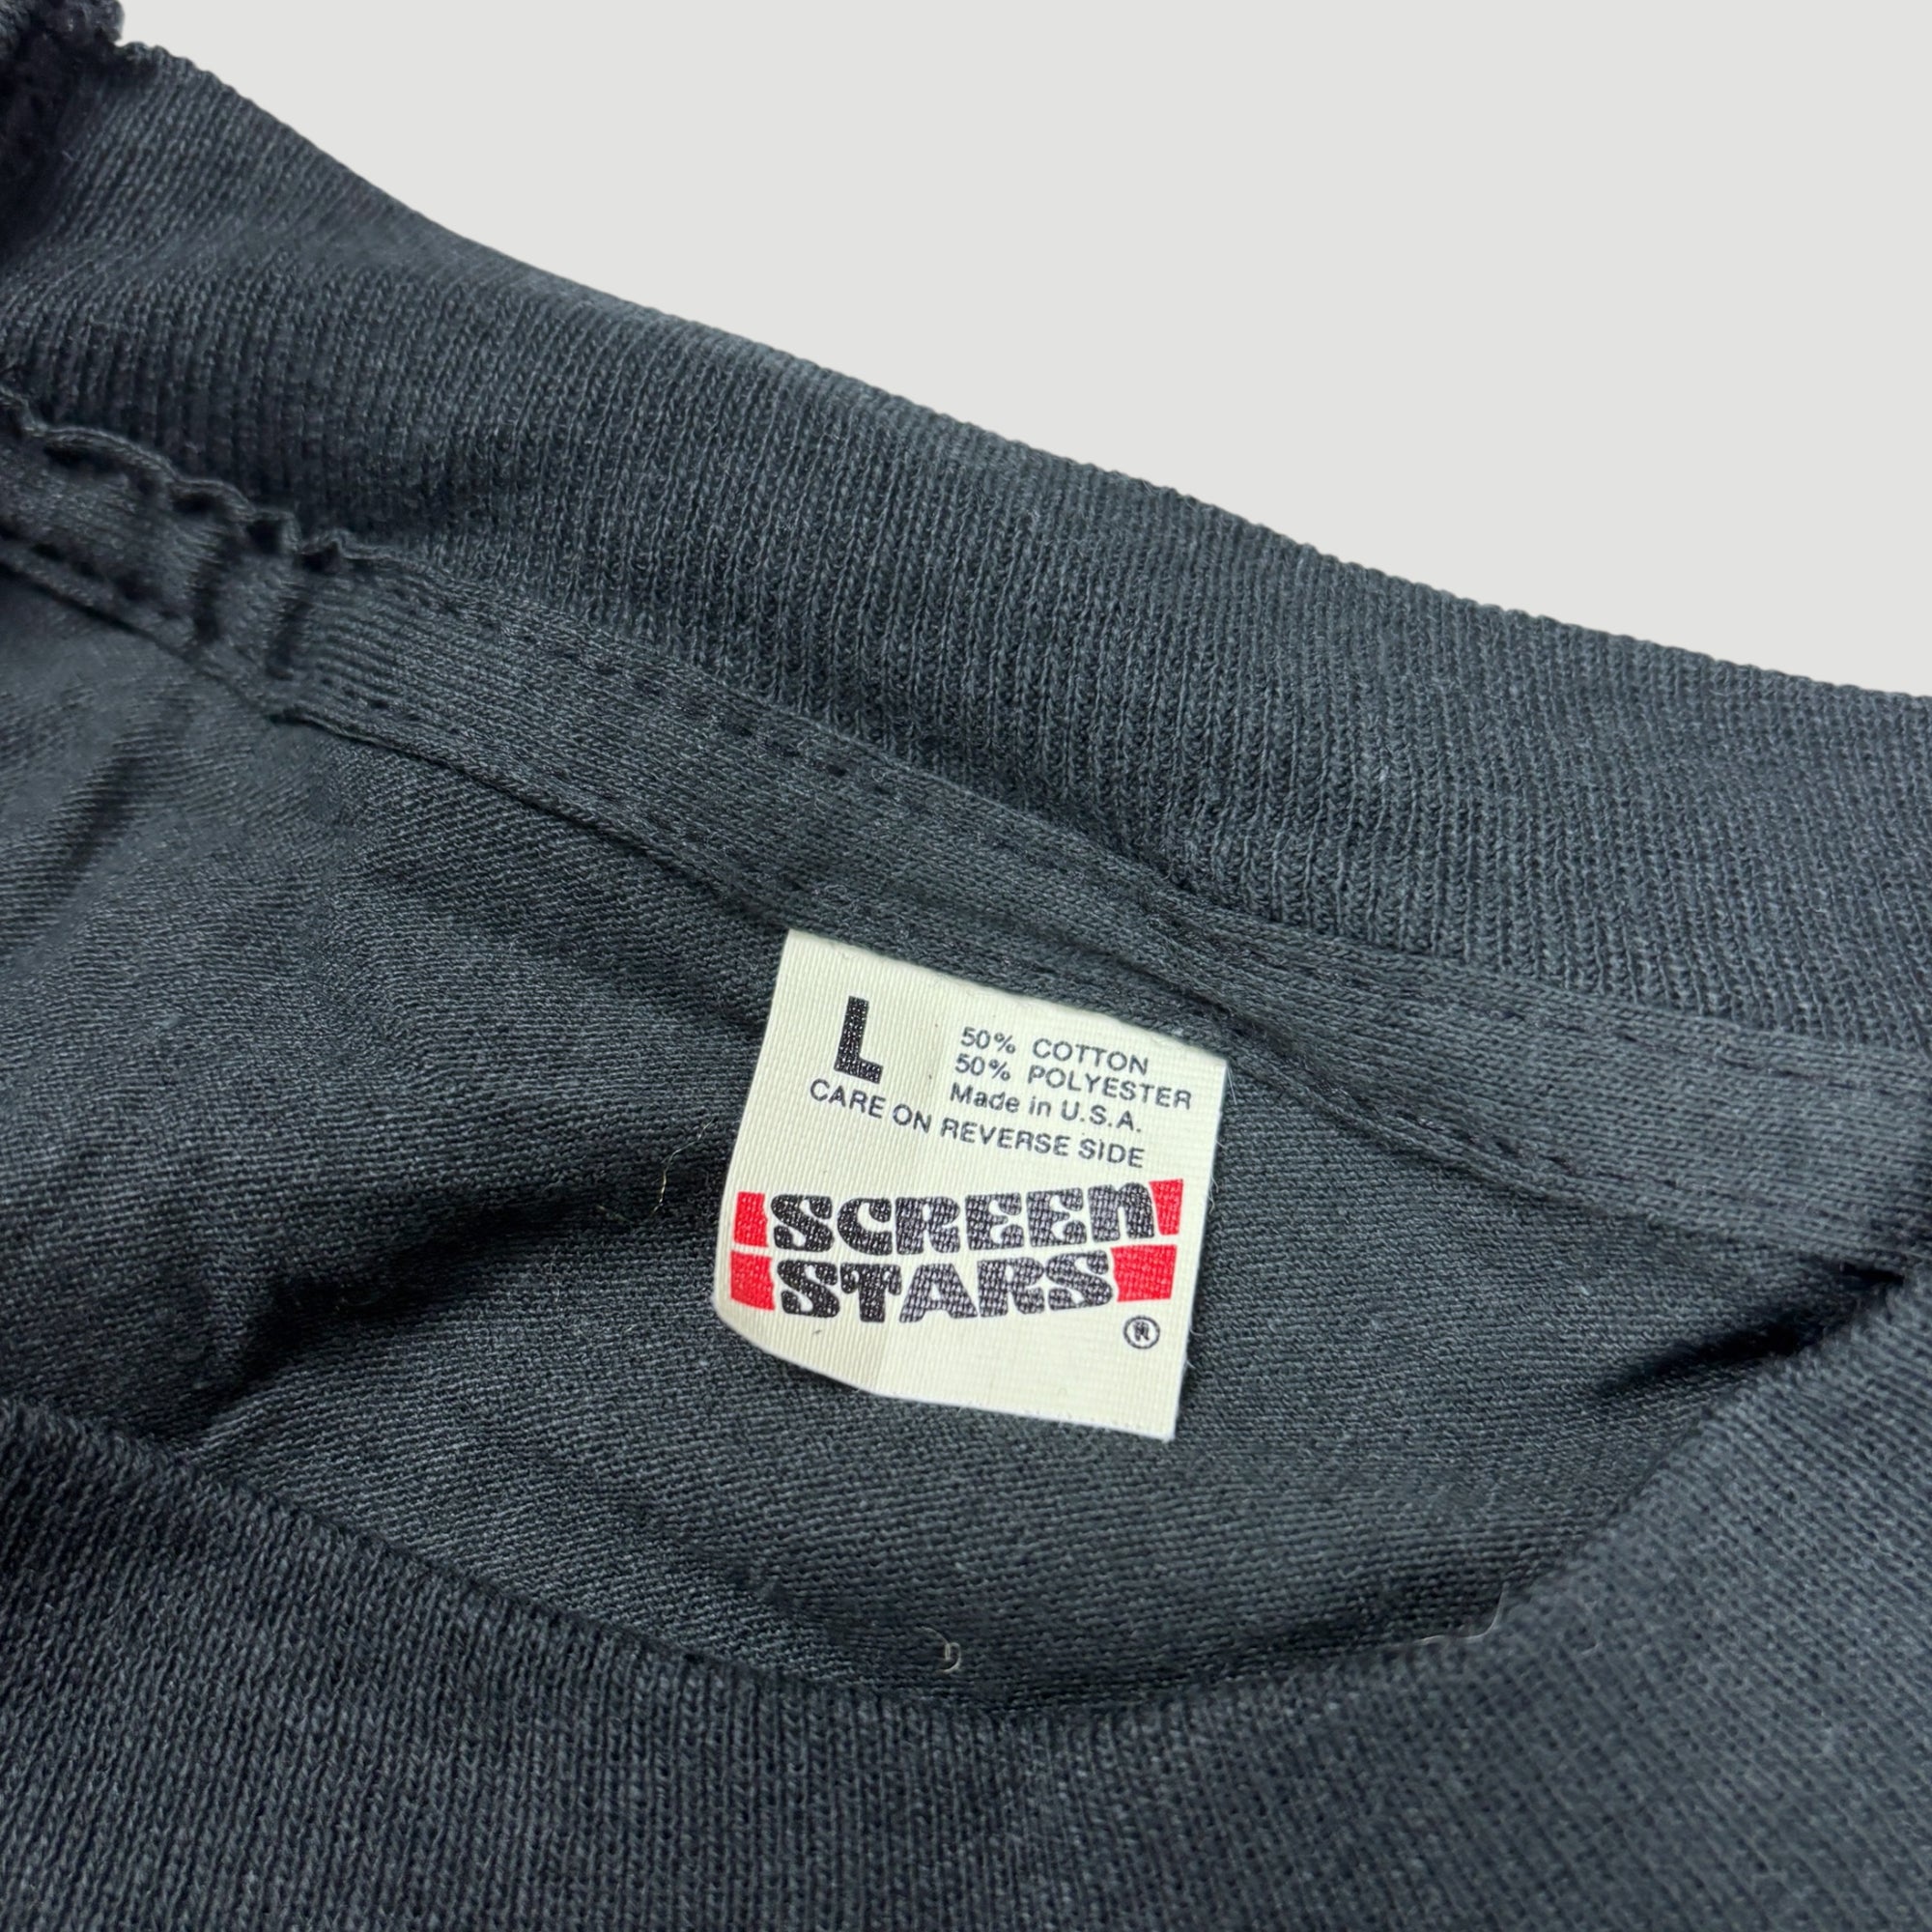 L
50% COTTON
50% POLYESTER
Made in U.S.A.
CARE ON REVERSE SIDE
SCREEN
STARS
®